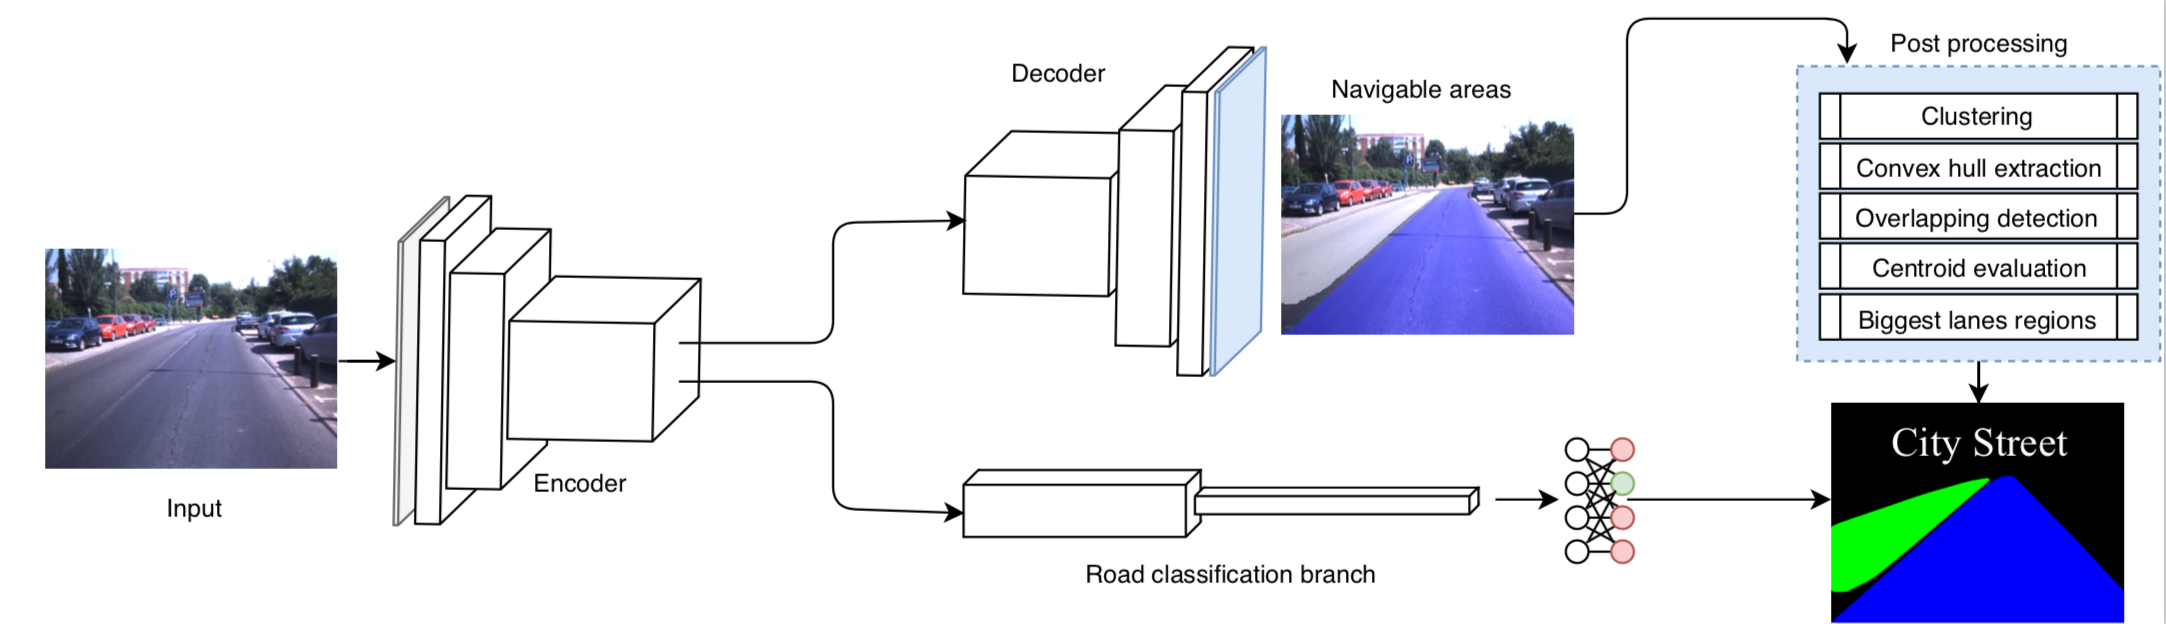 Input
Encoder
Decoder
Navigable areas
Post processing
Clustering
Convex hull extraction
Overlapping detection
Centroid evaluation
Biggest lanes regions
Road classification branch
City Street